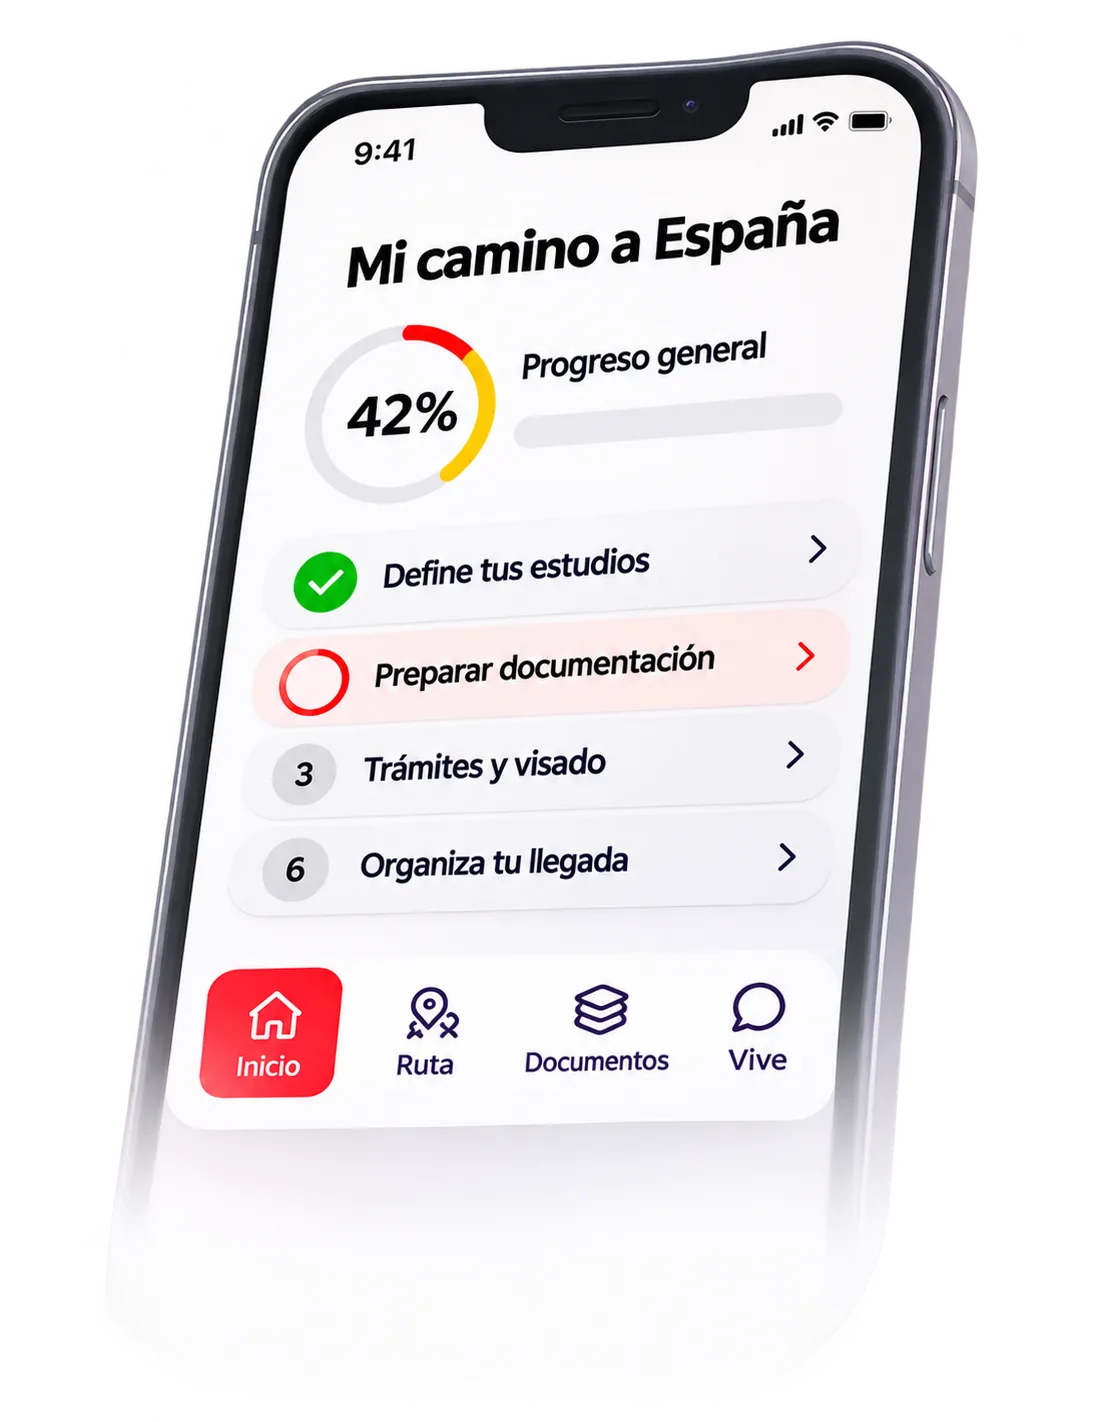 9:41
Mi camino a España
42%
Progreso general
Define tus estudios
Preparar documentación
3 Trámites y visado
6 Organiza tu llegada
Inicio Ruta Documentos Vive